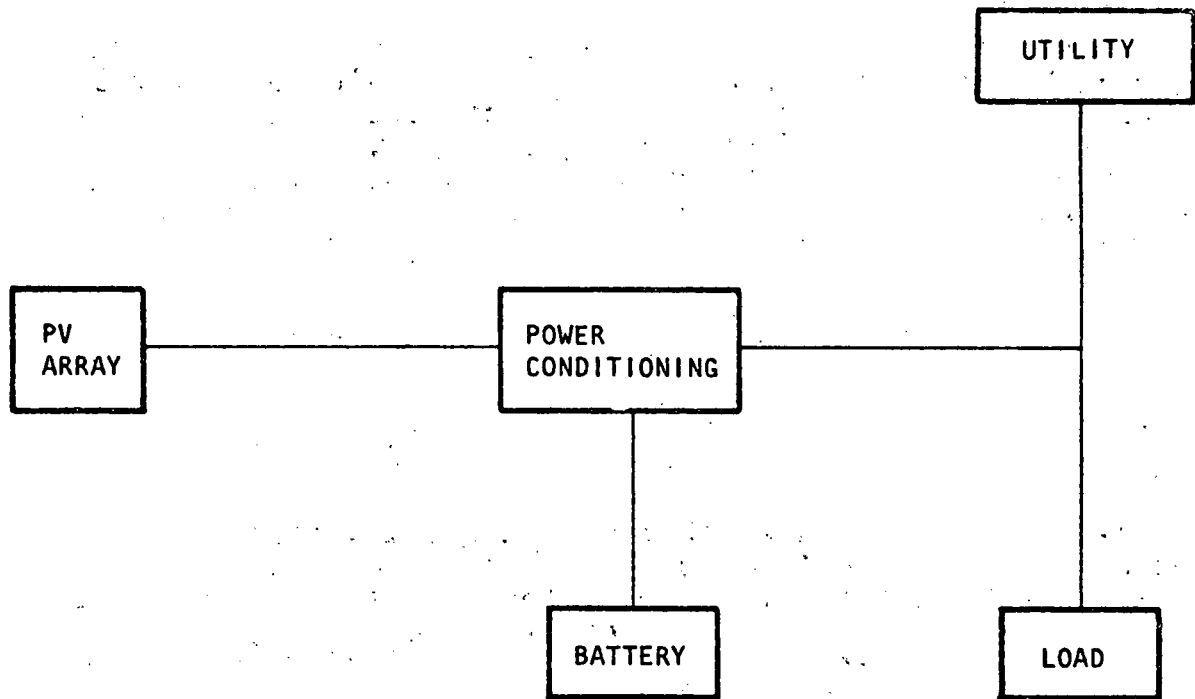 UTILITY
PV
ARRAY
POWER
CONDITIONING
BATTERY
LOAD